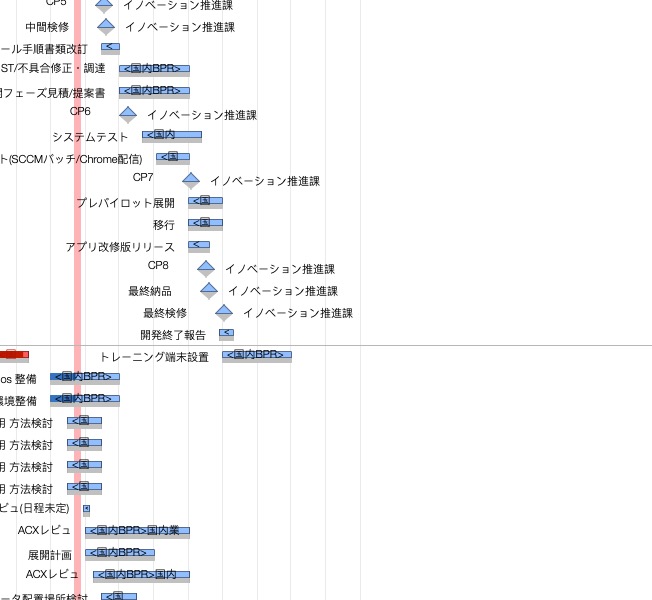 CP5 イノベーション推進課
中間検修 イノベーション推進課
ール手順書類改訂 <
ST/不具合修正・調達 <国内BPR>
フェーズ見積/提案書 <国内BPR>
CP6 イノベーション推進課
システムテスト <国内
ト(SCCMパッチ/Chrome配信) <国
CP7 イノベーション推進課
プレパイロット展開 <国
移行 <国
アプリ改修版リリース <
CP8 イノベーション推進課
最終納品 イノベーション推進課
最終検修 イノベーション推進課
開発終了報告 <
トレーニング端末設置 <国内BPR>
os 整備 <国内BPR>
環境整備 <国内BPR>
用 方法検討 <国
用 方法検討 <国
用 方法検討 <国
用 方法検討 <国
ビュ(日程未定) <
ACXレビュ <国内BPR>国内業
展開計画 <国内BPR>
ACXレビュ <国内BPR>国内
ータ配置場所検討 <国